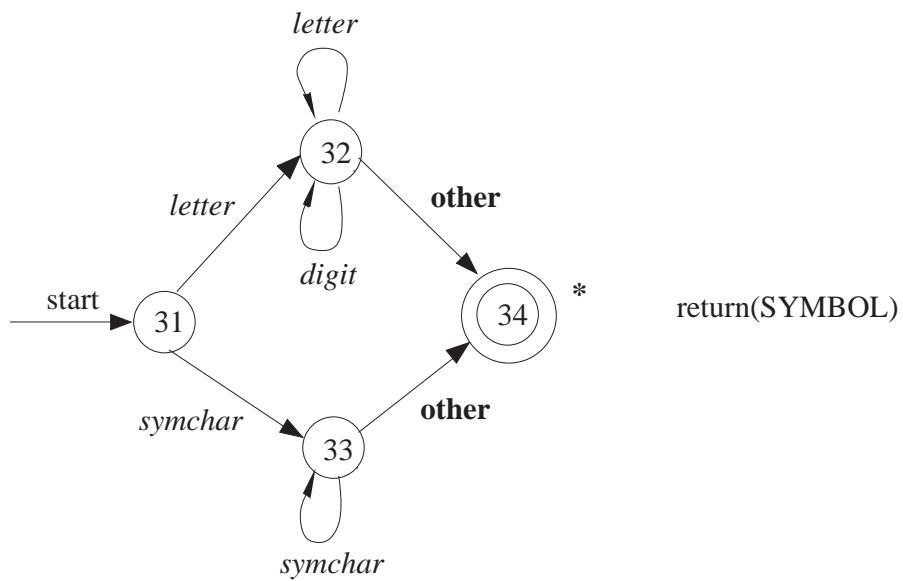 letter
32
other
letter
digit
*
start
31
34
return(SYMBOL)
symchar
other
33
symchar